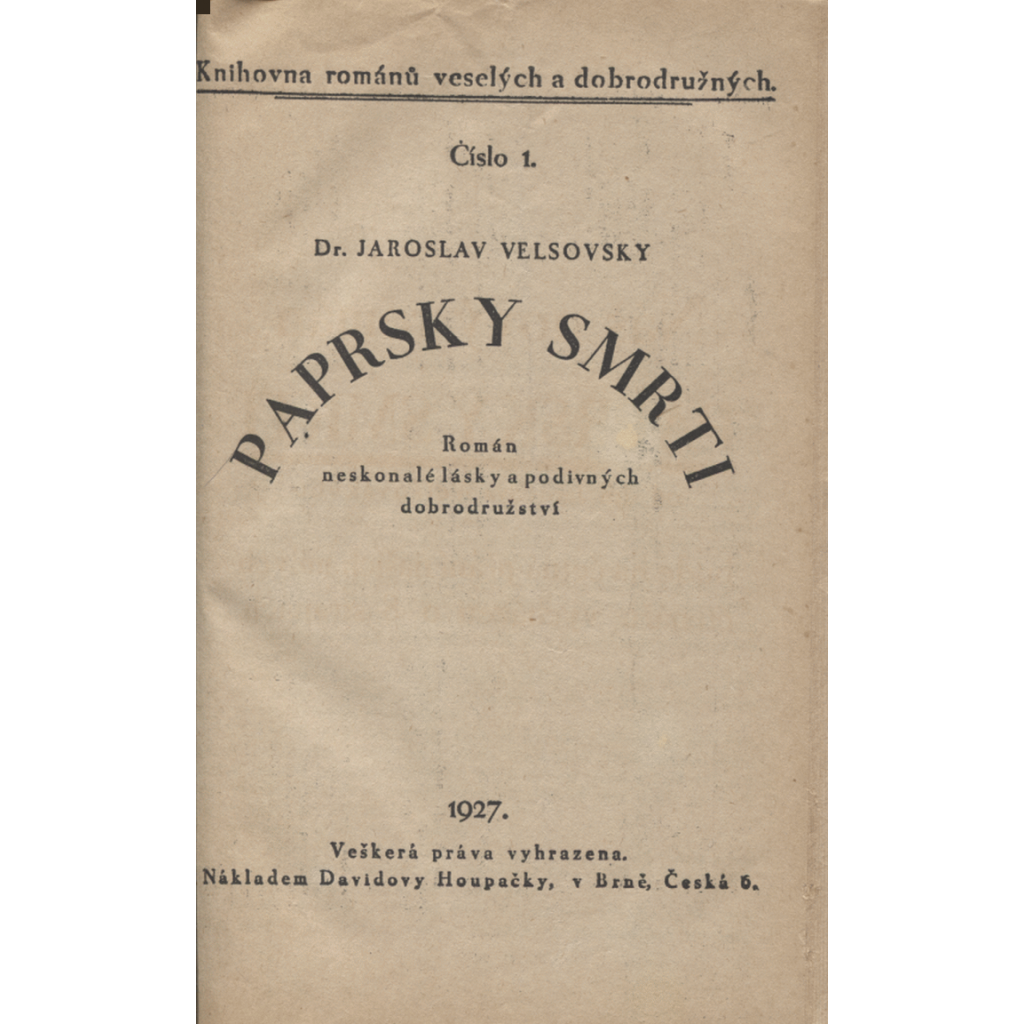 Knihovna románů veselých a dobrodružných.
Číslo 1.
Dr. JAROSLAV VELSOVSKY
PAPRSKY SMRTI
Román
neskonalé lásky a podivných
dobrodružství
1927.
Veškerá práva vyhrazena.
Nákladem Davidovy Houpačky, v Brně, Česká 6.